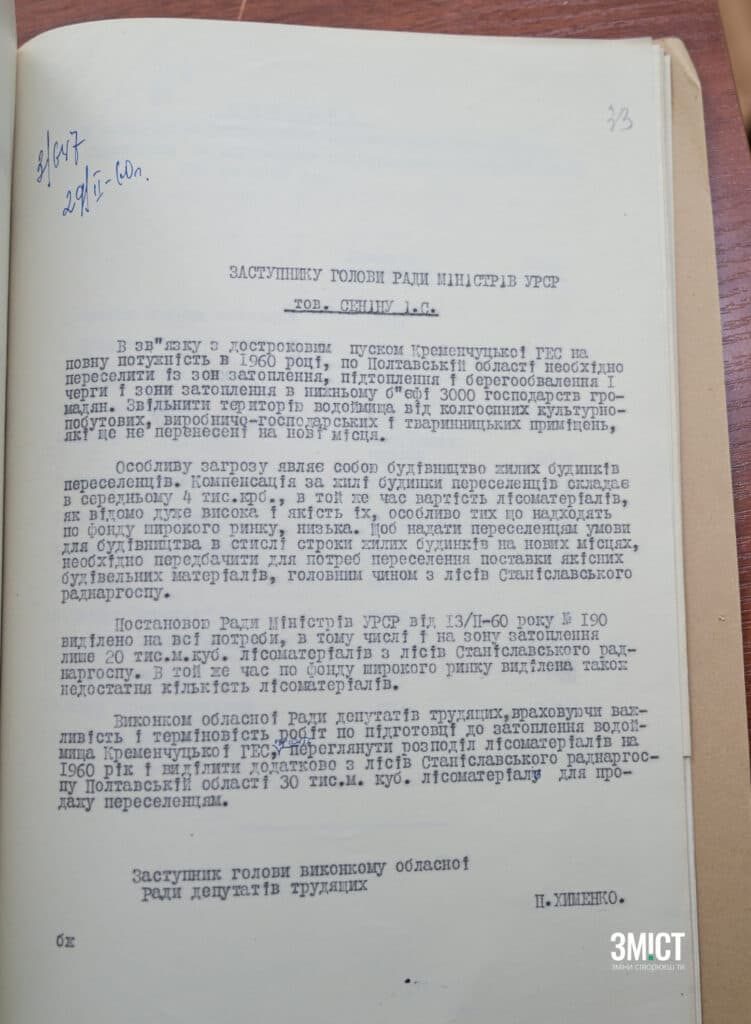 33
3/647
29/ІІ-60л.
ЗАСТУПНИКУ ГОЛОВИ РАДИ МІНІСТРІВ УРСР
тов. СЕНІНУ І.С.
В зв"язку з достроковим пуском Кременчуцької ГЕС на
повну потужність в 1960 році, по Полтавській області необхідно
переселити із зон затоплення, підтоплення і берегообвалення І
черги і зони затоплення в нижньому б"єфі 3000 господарств гро-
мадян. Звільнити територію водоймища від колгоспних культурно-
побутових, виробничо-господарських і тваринницьких приміщень,
які ще не перенесені на нові місця.
Особливу загрозу являє собою будівництво жилих будинків
переселенців. Компенсація за жилі будинки переселенців складає
в середньому 4 тис.крб., в той же час вартість лісоматеріалів,
як відомо дуже висока і якість їх, особливо тих що надходять
по фонду широкого ринку, низька. Щоб надати переселенцям умови
для будівництва в стислі строки жилих будинків на нових місцях,
необхідно передбачити для потреб переселення поставки якісних
будівельних матеріалів, головним чином з лісів Станіславського
раднаргоспу.
Постановою Ради Міністрів УРСР від ІЗ/ІІ-60 року № І90
виділено на всі потреби, в тому числі і на зону затоплення
лише 20 тис.м.куб. лісоматеріалів з лісів Станіславського рад-
наргоспу. В той же час по фонду широкого ринку виділена також
недостатня кількість лісоматеріалів.
Виконком обласної Ради депутатів трудящих,враховуючи важ-
ливість і терміновість робіт по підготовці до затоплення водой-
мища Кременчуцької ГЕС, переглянути розподіл лісоматеріалів на
1960 рік і виділити додатково з лісів Станіславського раднаргос-
пу Полтавській області 30 тис.м. куб. лісоматеріалу для про-
дажу переселенцям.
Заступник голови виконкому обласної
Ради депутатів трудящих
П.ХИМЕНКО.
бк
ЗМІСТ
зміни створюєш ти